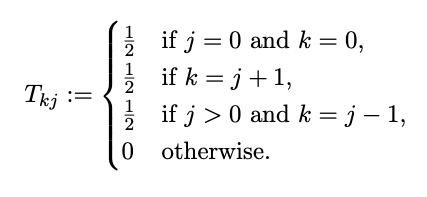 T_{kj} := \begin{cases} \frac{1}{2} & \text{if } j = 0 \text{ and } k = 0, \\
\frac{1}{2} & \text{if } k = j + 1, \\
\frac{1}{2} & \text{if } j > 0 \text{ and } k = j - 1, \\
0 & \text{otherwise.} \end{cases}